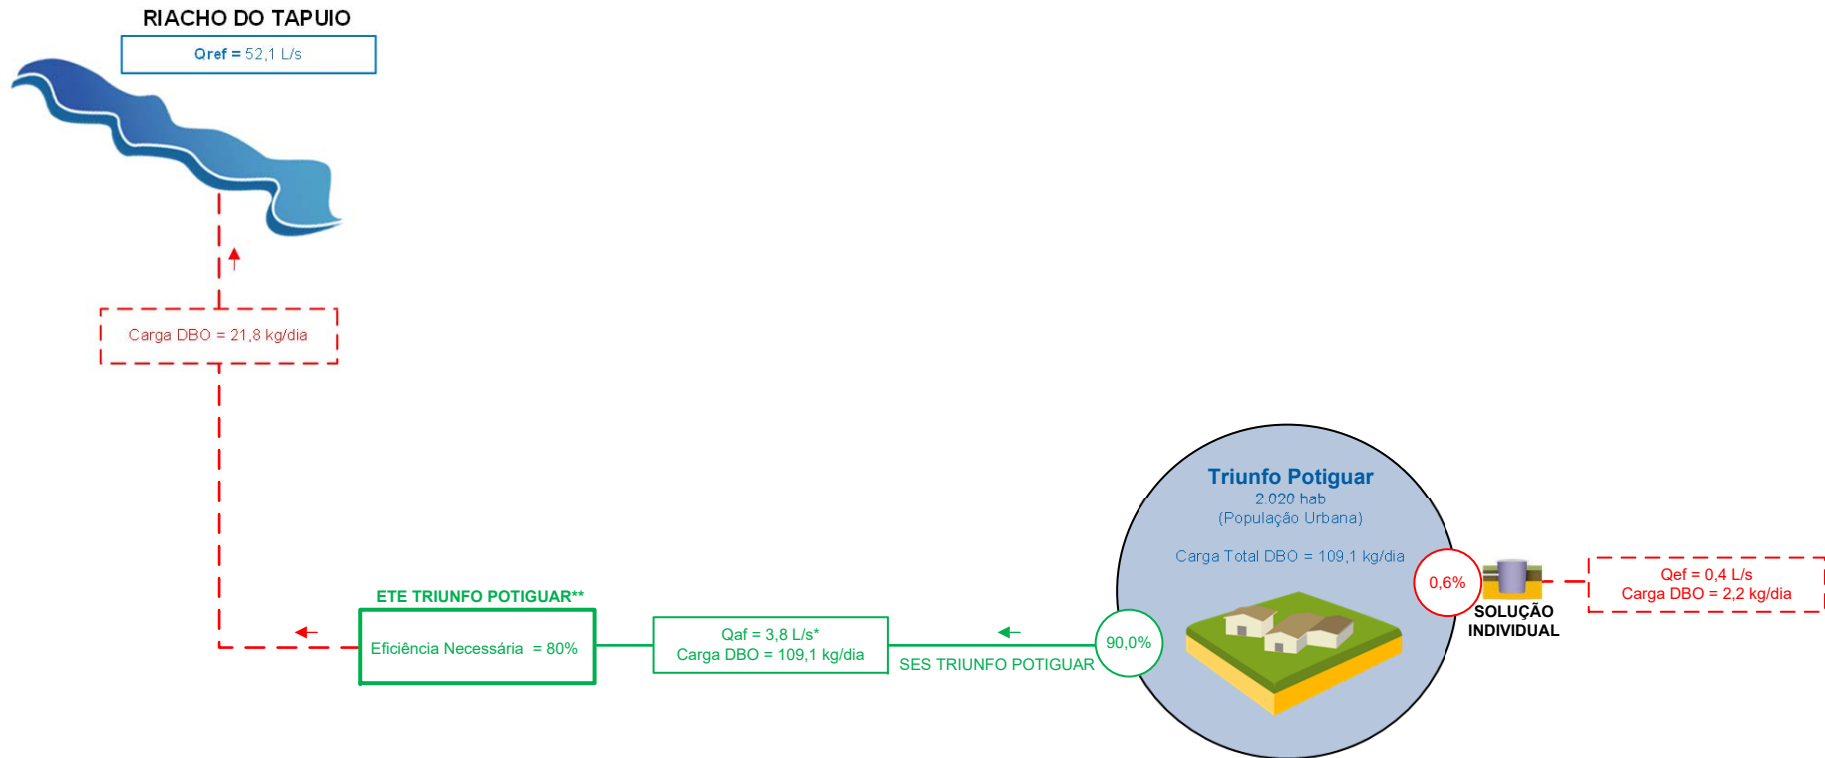 RIACHO DO TAPUIO
Qref = 52,1 L/s
Carga DBO = 21,8 kg/dia
Triunfo Potiguar
2.020 hab
(População Urbana)
Carga Total DBO = 109,1 kg/dia
0,6%
SOLUÇÃO
INDIVIDUAL
Qef = 0,4 L/s
Carga DBO = 2,2 kg/dia
ETE TRIUNFO POTIGUAR**
Eficiência Necessária = 80%
Qaf = 3,8 L/s*
Carga DBO = 109,1 kg/dia
SES TRIUNFO POTIGUAR
90,0%